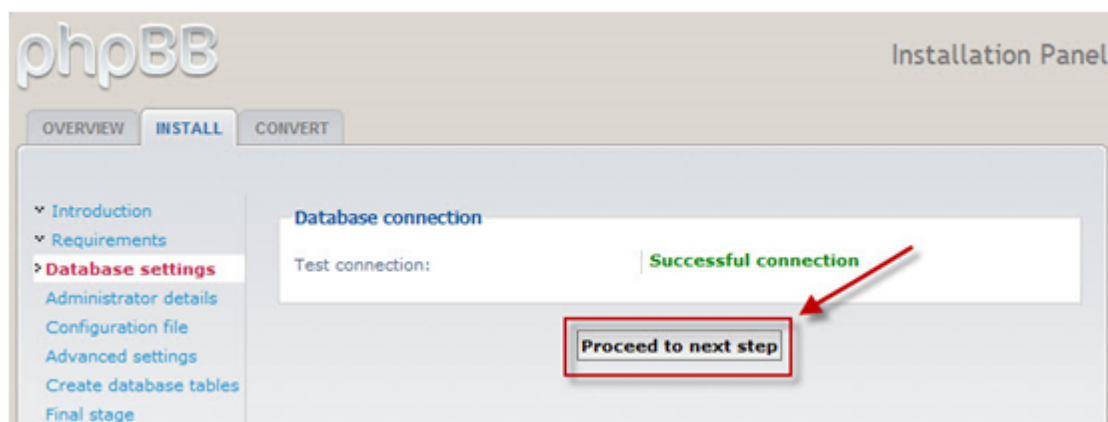 phpBB
Installation Panel
OVERVIEW INSTALL CONVERT
Introduction
Requirements
Database settings
Administrator details
Configuration file
Advanced settings
Create database tables
Final stage
Database connection
Test connection: Successful connection
Proceed to next step